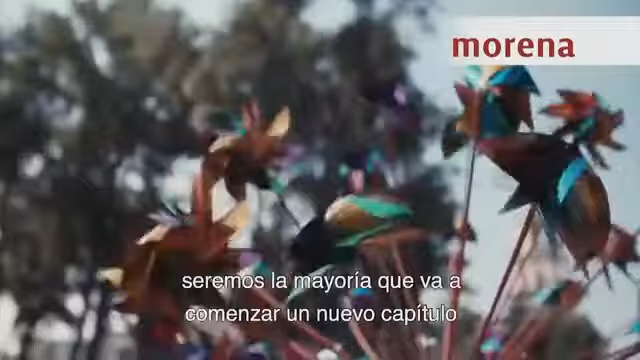 morena
seremos la mayoría que va a
comenzar un nuevo capítulo